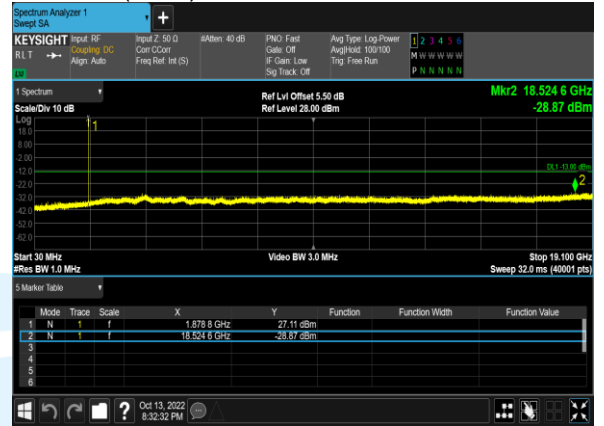 Spectrum Analyzer 1
Swept SA
+
KEYSIGHT Input: RF Input Z: 50 Ω #Atten: 40 dB PNO: Fast Avg Type: Log-Power 1 2 3 4 5 6
RLT Coupling: DC Corr CCorr Gate: Off Avg|Hold: 100/100 M W W W W W
Align: Auto Freq Ref: Int (S) IF Gain: Low Trig: Free Run P N N N N N
Sig Track: Off
LXI
1 Spectrum Ref Lvl Offset 5.50 dB Mkr2 18.524 6 GHz
Scale/Div 10 dB Ref Level 28.00 dBm -28.87 dBm
Log
1
18.0
8.00
-2.00
-12.0 DL1 -13.00 dBm
-22.0 2
-32.0
-42.0
-52.0
-62.0
Start 30 MHz Video BW 3.0 MHz Stop 19.100 GHz
#Res BW 1.0 MHz Sweep 32.0 ms (40001 pts)
5 Marker Table
Mode Trace Scale X Y Function Function Width Function Value
1 N 1 f 1.878 8 GHz 27.11 dBm
2 N 1 f 18.524 6 GHz -28.87 dBm
3
4
5
6
? Oct 13, 2022
8:32:32 PM